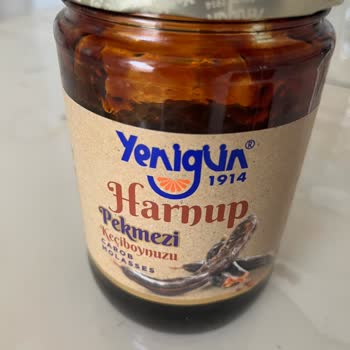 Yenigün®
1914
Harnup
Pekmezi
Keçiboynuzu
CAROB
MOLASSES